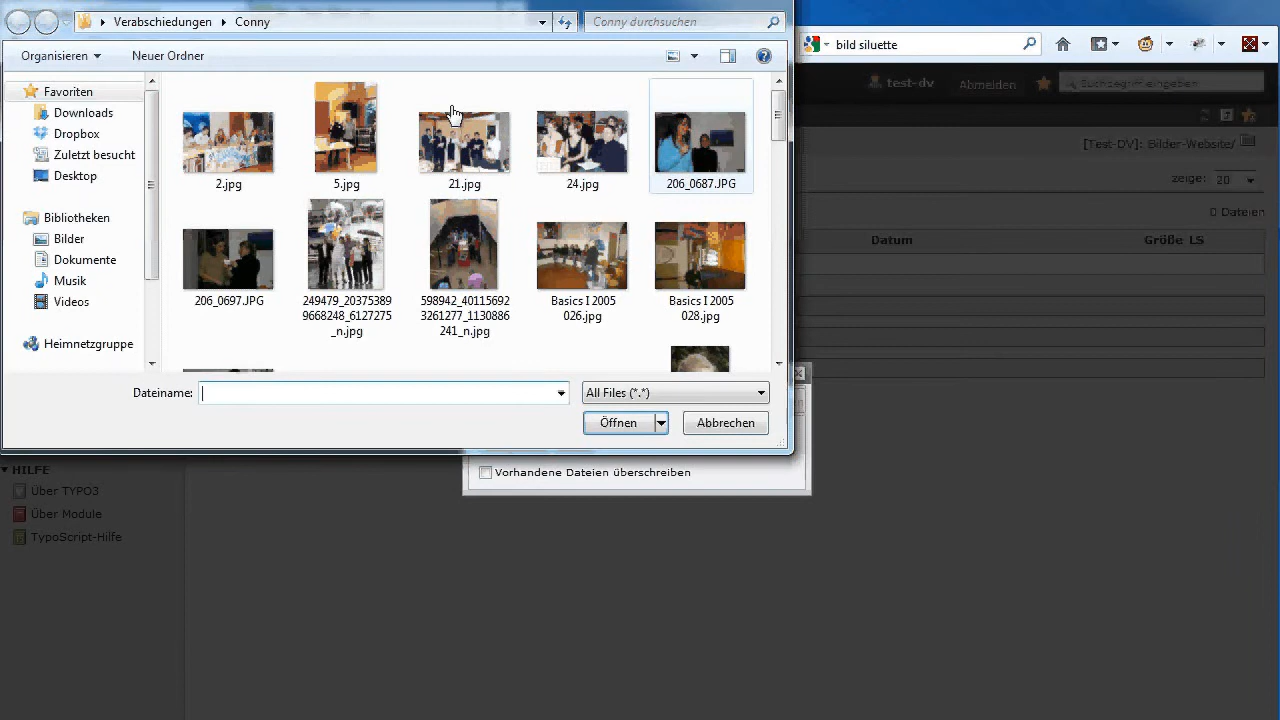 Verabschiedungen Conny
Conny durchsuchen
bild siluette
Organisieren
Neuer Ordner
test-dv
Abmelden
Suchbegriff eingeben
Favoriten
Downloads
Dropbox
Zuletzt besucht
Desktop
Bibliotheken
Bilder
Dokumente
Musik
Videos
Heimnetzgruppe
2.jpg
5.jpg
21.jpg
24.jpg
206_0687.JPG
206_0697.JPG
249479_20375389
9668248_6127275
_n.jpg
598942_40115692
3261277_1130886
241_n.jpg
Basics I 2005
026.jpg
Basics I 2005
028.jpg
[Test-DV]: Bilder-Website/
zeige: 20
0 Dateien
Datum
Größe LS
Dateiname:
All Files (*.*)
Öffnen
Abbrechen
Vorhandene Dateien überschreiben
HILFE
Über TYPO3
Über Module
TypoScript-Hilfe